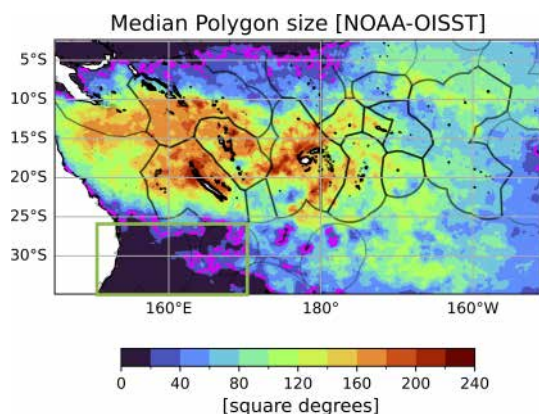 Median Polygon size [NOAA-OISST]
5°S
10°S
15°S
20°S
25°S
30°S
160°E 180° 160°W
0 40 80 120 160 200 240
[square degrees]